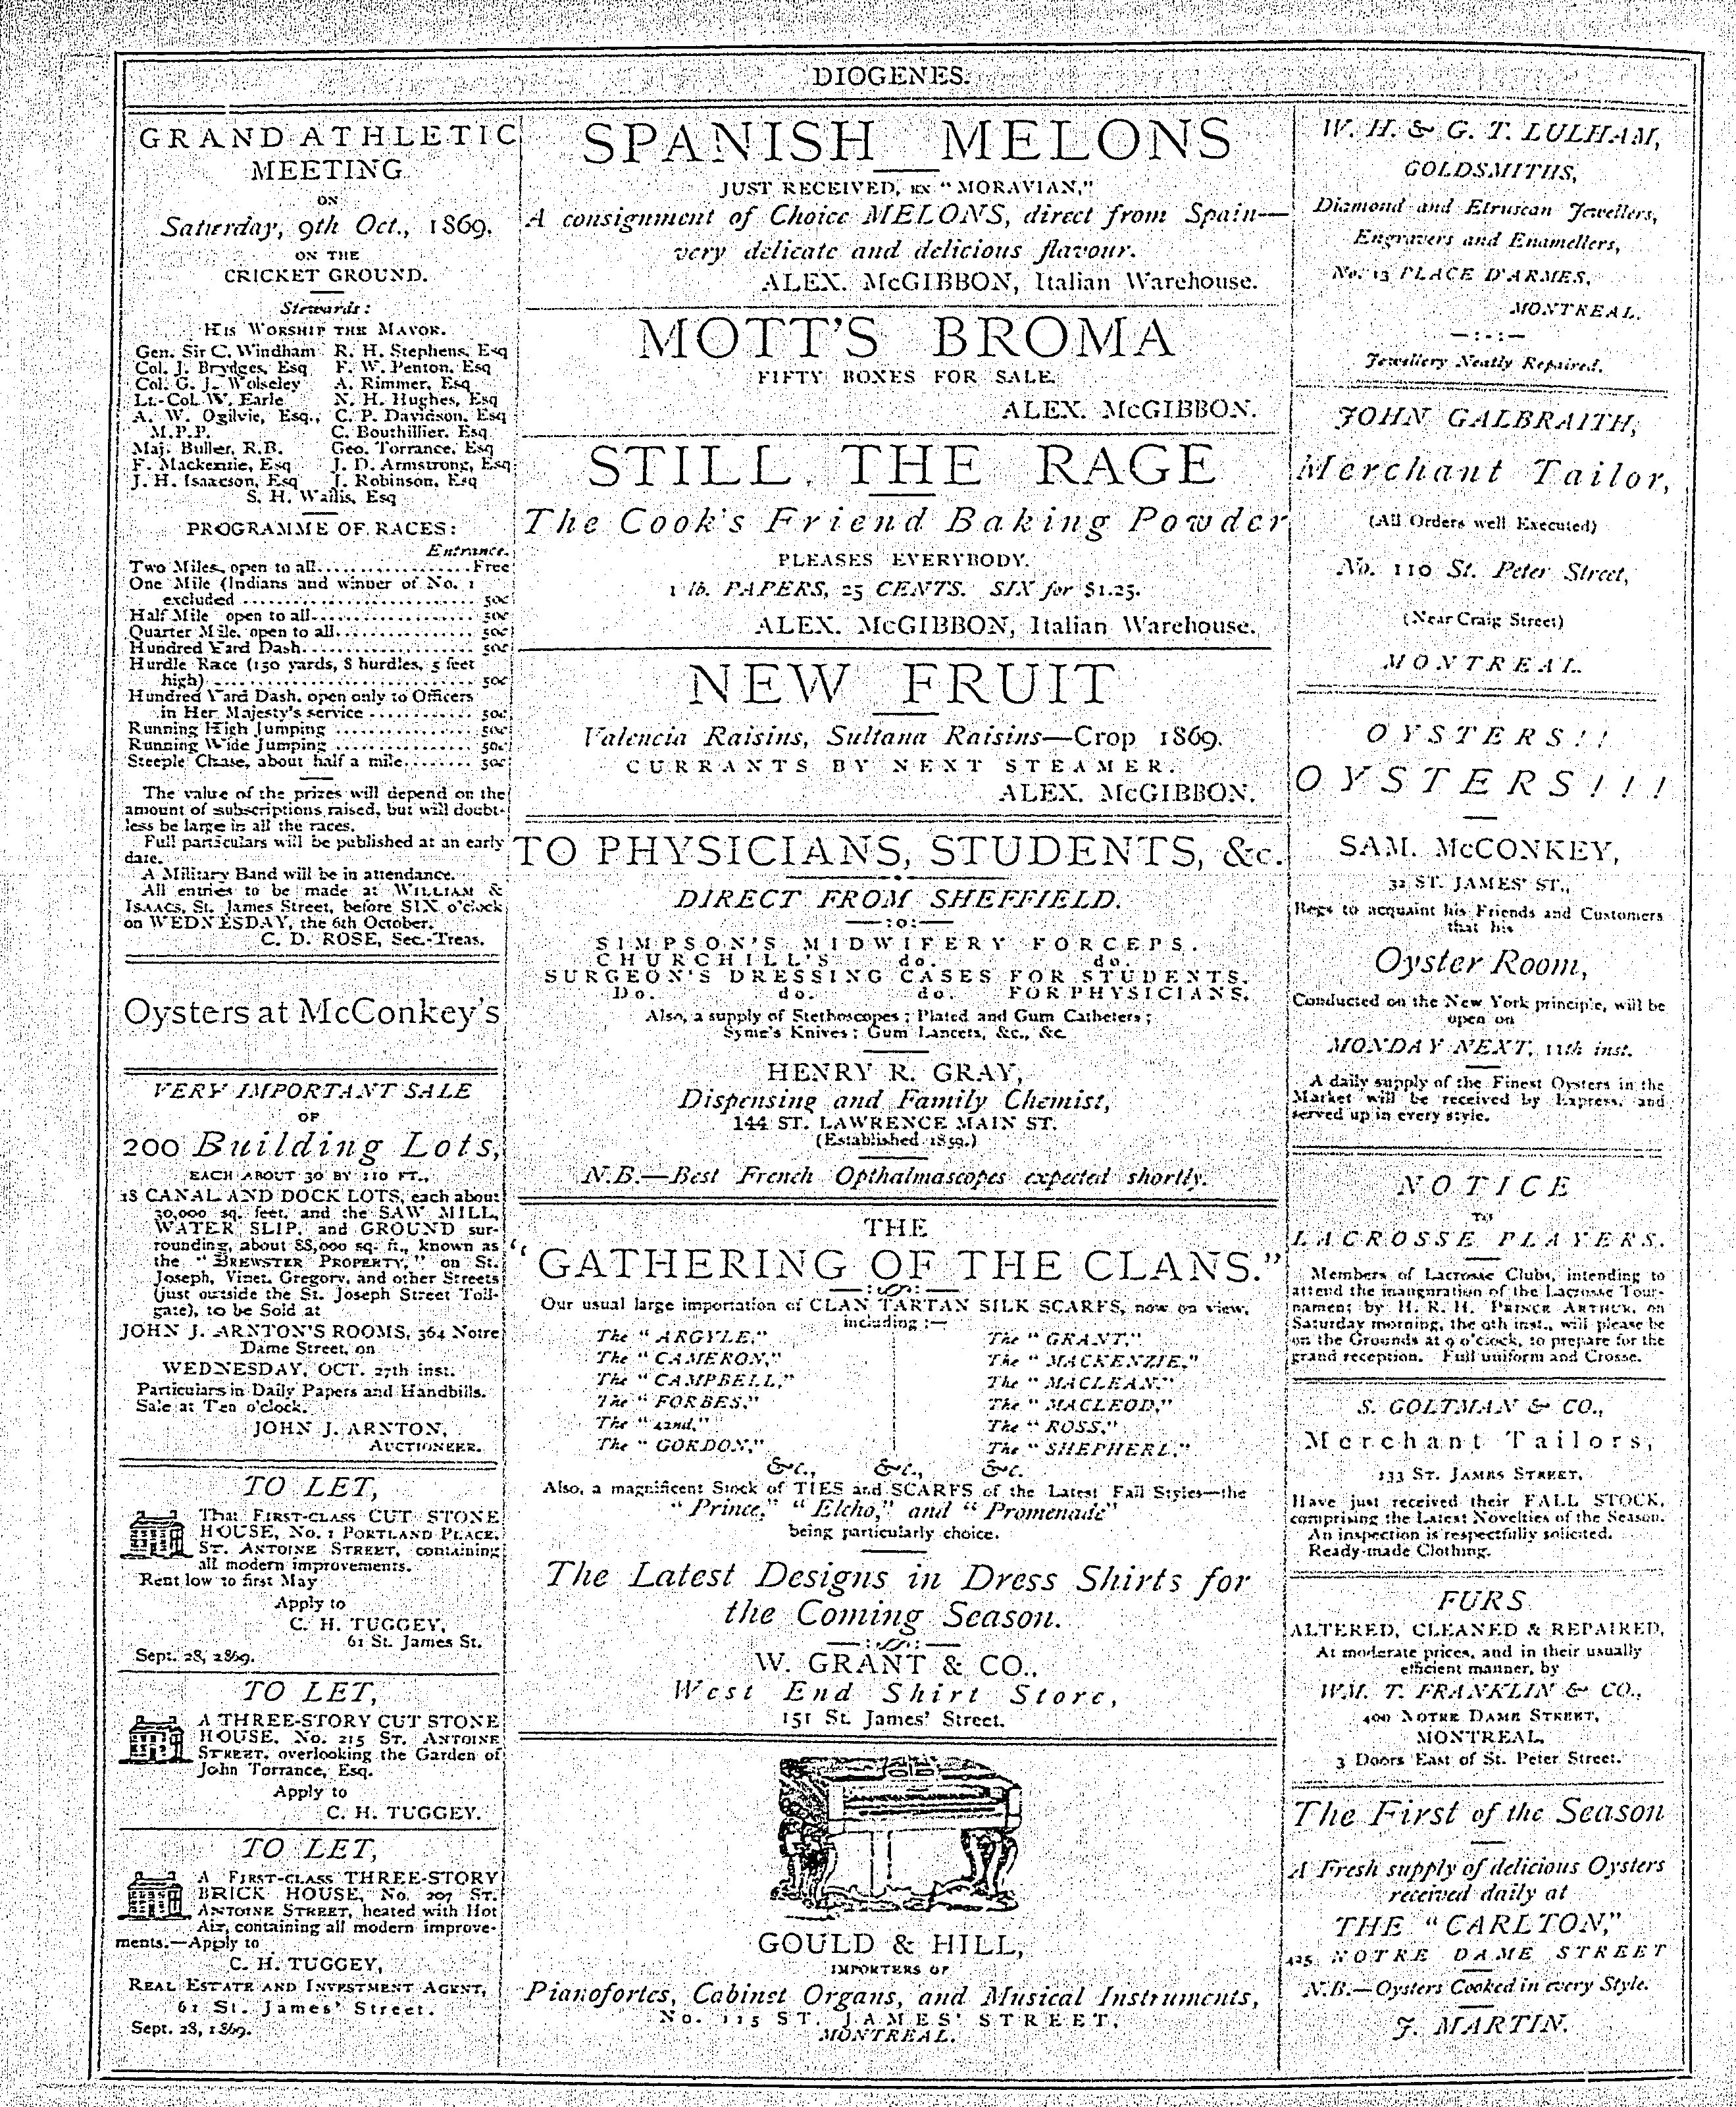 DIOGENES.
GRAND ATHLETIC
MEETING
ON
Saturday, 9th Oct., 1869.
ON THE
CRICKET GROUND.
Stewards:
HIS WORSHIP THE MAYOR.
Gen. Sir C. Windham R. H. Stephens, Esq
Col. J. Brydges, Esq F. W. Penton, Esq
Col. G. J. Wolseley A. Rimmer, Esq
Lt.-Col. W. Earle N. H. Hughes, Esq
A. W. Ogilvie, Esq., C. P. Davidson, Esq
M.P.P. C. Bouthillier, Esq
Maj. Buller, R.B. Geo. Torrance, Esq
F. Mackenzie, Esq J. D. Armstrong, Esq
J. H. Isaacson, Esq J. Robinson, Esq
S. H. Wallis, Esq
PROGRAMME OF RACES:
Entrance.
Two Miles, open to all.................Free
One Mile (Indians and winner of No. 1
excluded ........................... 50c
Half Mile open to all.................. 50c
Quarter Mile, open to all............... 50c
Hundred Yard Dash.................... 50c
Hurdle Race (150 yards, 8 hurdles, 5 feet
high) .............................. 50c
Hundred Yard Dash, open only to Officers
in Her Majesty's service ........... 50c
Running High Jumping ................ 50c
Running Wide Jumping ................ 50c
Steeple Chase, about half a mile......... 50c
The value of the prizes will depend on the
amount of subscriptions raised, but will doubt-
less be large in all the races.
Full particulars will be published at an early
date.
A Military Band will be in attendance.
All entries to be made at WILLIAM &
ISAACS, St. James Street, before SIX o'clock
on WEDNESDAY, the 6th October.
C. D. ROSE, Sec.-Treas.
Oysters at McConkey's
VERY IMPORTANT SALE
OF
200 Building Lots,
EACH ABOUT 30 BY 110 FT.,
18 CANAL AND DOCK LOTS, each about
30,000 sq. feet, and the SAW MILL,
WATER SLIP, and GROUND sur-
rounding, about 88,000 sq. ft., known as
the "BREWSTER PROPERTY," on St.
Joseph, Vinet, Gregory, and other Streets
(just outside the St. Joseph Street Toll-
gate), to be Sold at
JOHN J. ARNTON'S ROOMS, 364 Notre
Dame Street, on
WEDNESDAY, OCT. 27th inst.
Particulars in Daily Papers and Handbills.
Sale at Ten o'clock.
JOHN J. ARNTON,
AUCTIONEER.
TO LET,
That FIRST-CLASS CUT STONE
HOUSE, No. 1 PORTLAND PLACE,
ST. ANTOINE STREET, containing
all modern improvements.
Rent low to first May
Apply to
C. H. TUGGEY,
61 St. James St.
Sept. 28, 1869.
TO LET,
A THREE-STORY CUT STONE
HOUSE, No. 215 ST. ANTOINE
STREET, overlooking the Garden of
John Torrance, Esq.
Apply to
C. H. TUGGEY.
TO LET,
A FIRST-CLASS THREE-STORY
BRICK HOUSE, No. 207 ST.
ANTOINE STREET, heated with Hot
Air, containing all modern improve-
ments.—Apply to
C. H. TUGGEY,
REAL ESTATE AND INVESTMENT AGENT,
61 St. James' Street.
Sept. 28, 1869.
SPANISH MELONS
JUST RECEIVED, EX "MORAVIAN,"
A consignment of Choice MELONS, direct from Spain—
very delicate and delicious flavour.
ALEX. McGIBBON, Italian Warehouse.
MOTT'S BROMA
FIFTY BOXES FOR SALE.
ALEX. McGIBBON.
STILL THE RAGE
The Cook's Friend Baking Powder
PLEASES EVERYBODY.
1 lb. PAPERS, 25 CENTS. SIX for $1.25.
ALEX. McGIBBON, Italian Warehouse.
NEW FRUIT
Valencia Raisins, Sultana Raisins—Crop 1869.
CURRANTS BY NEXT STEAMER.
ALEX. McGIBBON.
TO PHYSICIANS, STUDENTS, &c.
DIRECT FROM SHEFFIELD.
—:o:—
SIMPSON'S MIDWIFERY FORCEPS.
CHURCHILL'S do. do.
SURGEON'S DRESSING CASES FOR STUDENTS.
Do. do. do. FOR PHYSICIANS.
Also, a supply of Stethoscopes; Plated and Gum Catheters;
Syme's Knives; Gum Lancets, &c., &c.
HENRY R. GRAY,
Dispensing and Family Chemist,
144 ST. LAWRENCE MAIN ST.
(Established 1859.)
N.B.—Best French Opthalmascopes expected shortly.
THE
"GATHERING OF THE CLANS."
Our usual large importation of CLAN TARTAN SILK SCARFS, now on view,
including:—
The "ARGYLE," The "GRANT,"
The "CAMERON," The "MACKENZIE,"
The "CAMPBELL," The "MACLEAN,"
The "FORBES," The "MACLEOD,"
The "42nd," The "ROSS,"
The "GORDON," The "SHEPHERD,"
&c., &c., &c.
Also, a magnificent Stock of TIES and SCARFS of the Latest Fall Styles—the
"Prince," "Elcho," and "Promenade"
being particularly choice.
The Latest Designs in Dress Shirts for
the Coming Season.
W. GRANT & CO.,
West End Shirt Store,
151 St. James' Street.
GOULD & HILL,
IMPORTERS OF
Pianofortes, Cabinet Organs, and Musical Instruments,
No. 115 ST. JAMES' STREET,
MONTREAL.
W. H. & G. T. LULHAM,
GOLDSMITHS,
Diamond and Etruscan Jewellers,
Engravers and Enamellers,
No. 13 PLACE D'ARMES,
MONTREAL.
—:-:—
Jewellery Neatly Repaired.
JOHN GALBRAITH,
Merchant Tailor,
(All Orders well Executed)
No. 110 St. Peter Street,
(Near Craig Street)
MONTREAL.
OYSTERS!!
OYSTERS!!!
SAM. McCONKEY,
32 ST. JAMES' ST.,
Begs to acquaint his Friends and Customers
that his
Oyster Room,
Conducted on the New York principle, will be
open on
MONDAY NEXT, 11th inst.
A daily supply of the Finest Oysters in the
Market will be received by Express, and
served up in every style.
NOTICE
TO
LACROSSE PLAYERS.
Members of Lacrosse Clubs, intending to
attend the inauguration of the Lacrosse Tour-
nament by H. R. H. PRINCE ARTHUR, on
Saturday morning, the 9th inst., will please be
on the Grounds at 9 o'clock, to prepare for the
grand reception. Full uniform and Crosse.
S. GOLTMAN & CO.,
Merchant Tailors,
133 ST. JAMES STREET,
Have just received their FALL STOCK,
comprising the Latest Novelties of the Season.
An inspection is respectfully solicited.
Ready-made Clothing.
FURS
ALTERED, CLEANED & REPAIRED,
At moderate prices, and in their usually
efficient manner, by
WM. T. FRANKLIN & CO.,
400 NOTRE DAME STREET,
MONTREAL,
3 Doors East of St. Peter Street.
The First of the Season
A Fresh supply of delicious Oysters
received daily at
THE "CARLTON,"
425 NOTRE DAME STREET
N.B.—Oysters Cooked in every Style.
J. MARTIN.